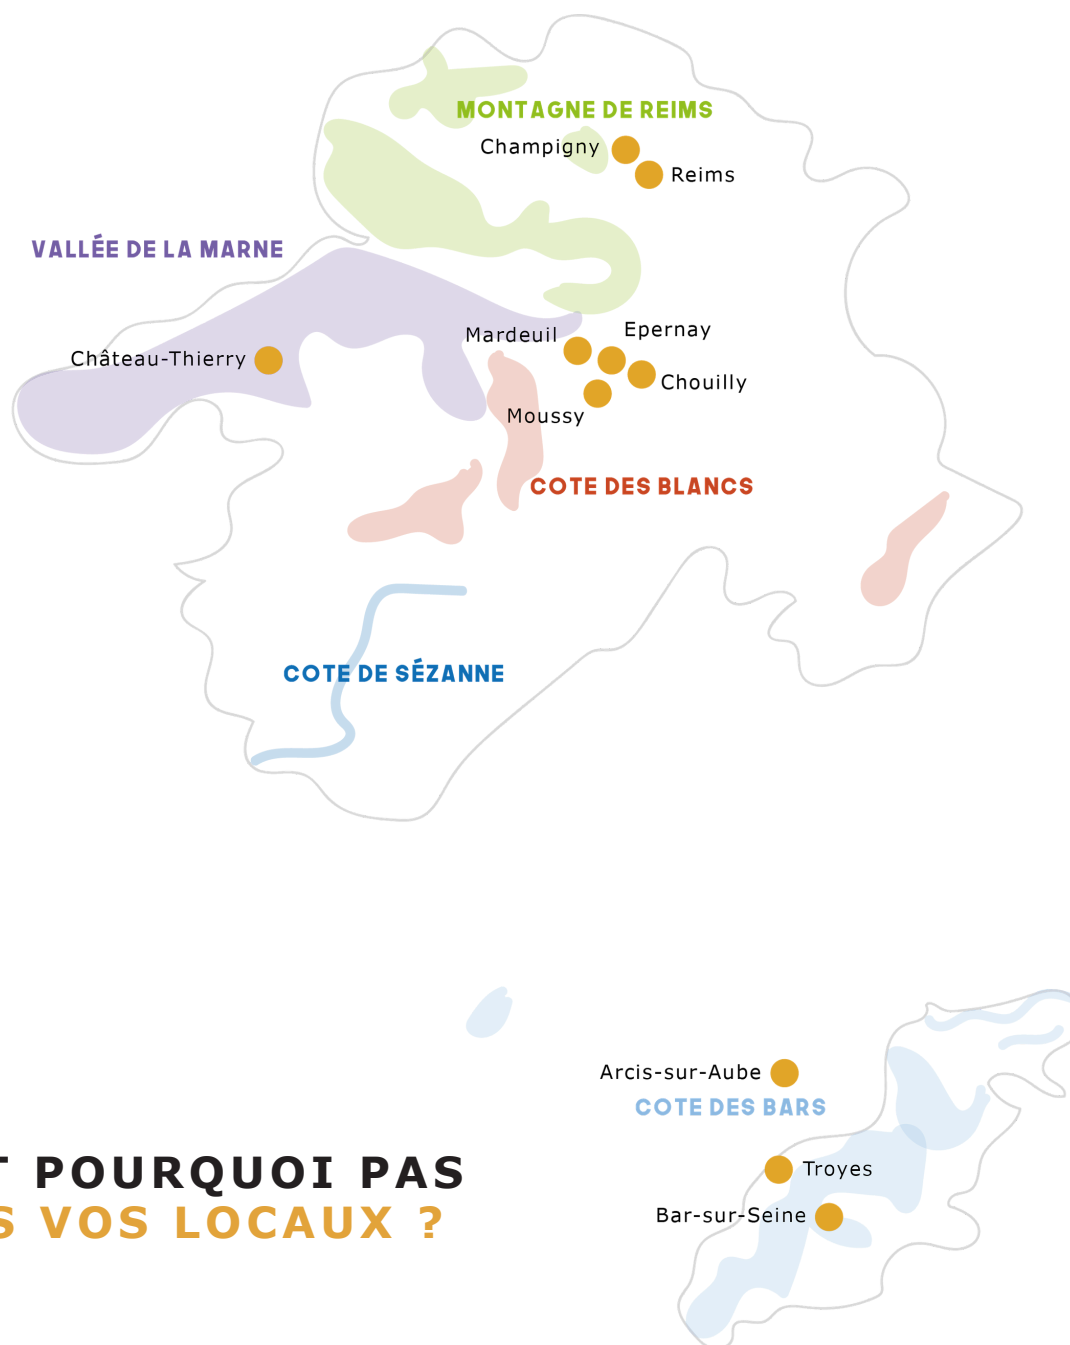 MONTAGNE DE REIMS
Champigny
Reims
VALLÉE DE LA MARNE
Epernay
Mardeuil
Château-Thierry
Chouilly
Moussy
COTE DES BLANCS
COTE DE SÉZANNE
Arcis-sur-Aube
COTE DES BARS
T POURQUOI PAS
Troyes
Bar-sur-Seine
S VOS LOCAUX ?